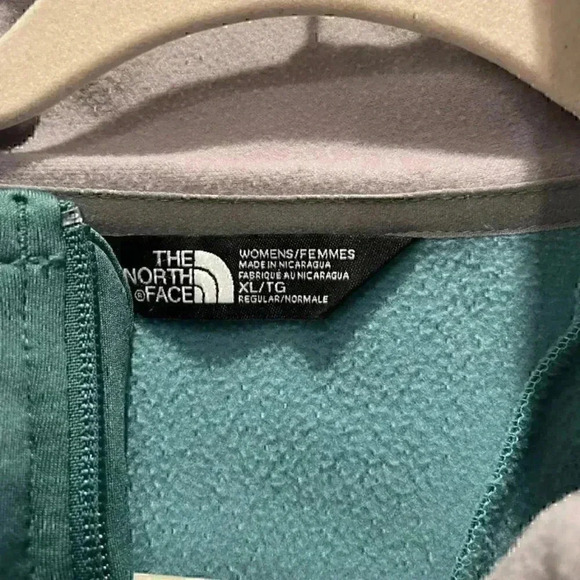 THE
NORTH
FACE
WOMENS/FEMMES
MADE IN NICARAGUA
FABRIQUÉ AU NICARAGUA
XL/TG
REGULAR/NORMALE